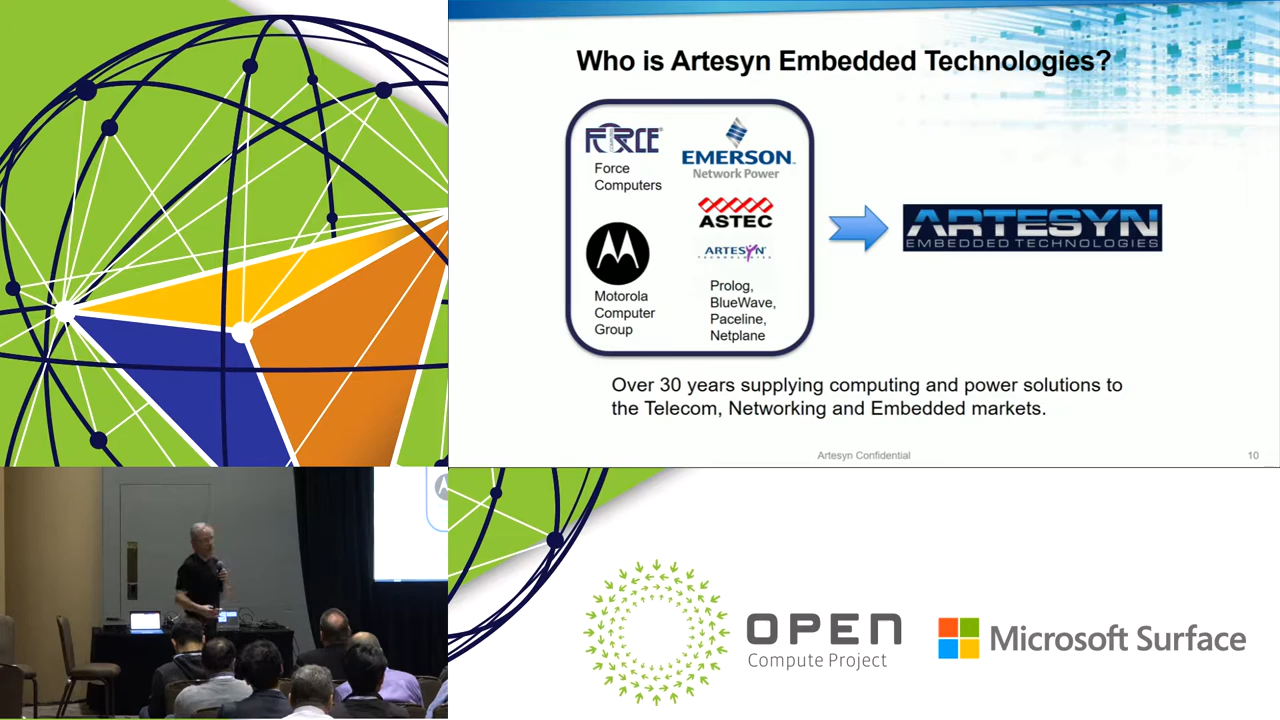 Who is Artesyn Embedded Technologies?
FORCE
COMPUTERS
Force
Computers
EMERSON
Network Power
ASTEC
ARTESYN
TECHNOLOGIES
Motorola
Computer
Group
Prolog,
BlueWave,
Paceline,
Netplane
ARTESYN
EMBEDDED TECHNOLOGIES
Over 30 years supplying computing and power solutions to
the Telecom, Networking and Embedded markets.
Artesyn Confidential
10
OPEN
Compute Project
Microsoft Surface